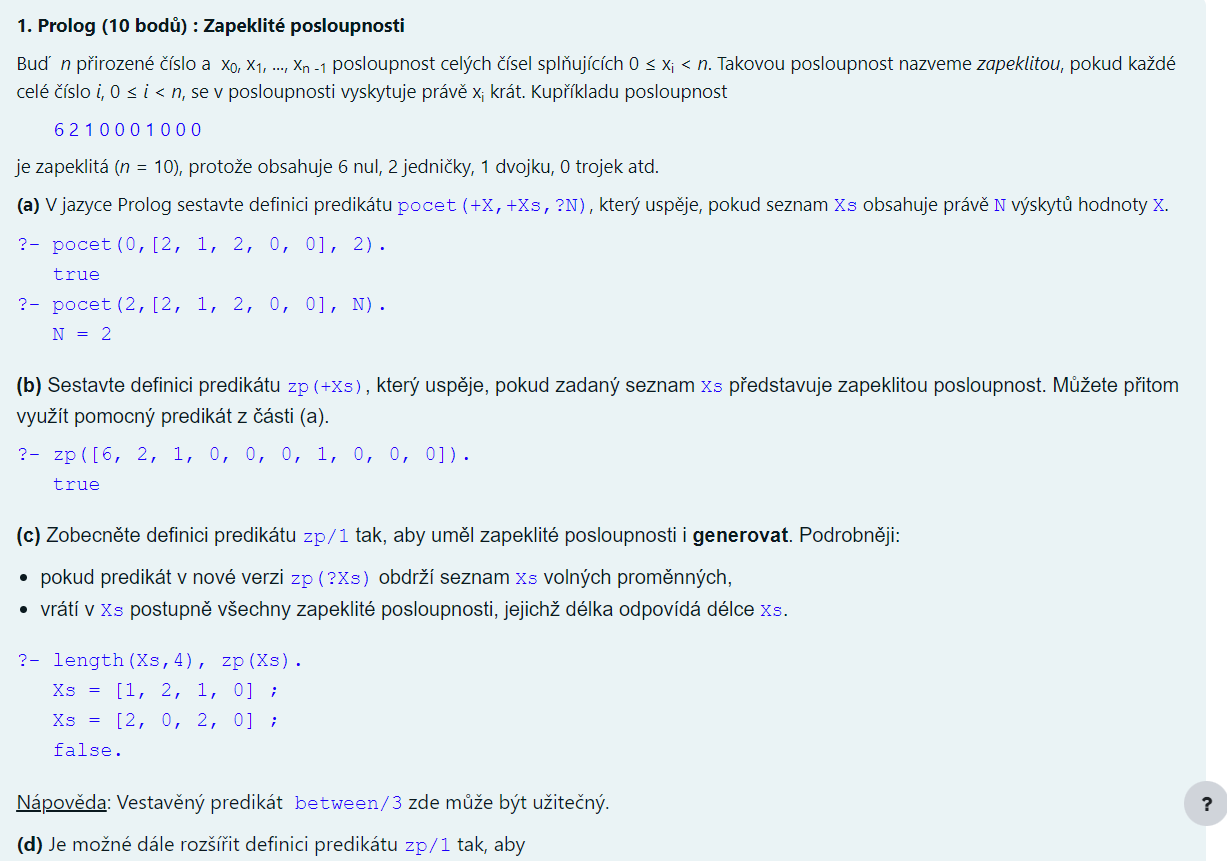 1. Prolog (10 bodů) : Zapeklité posloupnosti
Buď n přirozené číslo a x0, x1, ..., xn -1 posloupnost celých čísel splňujících 0 ≤ xi < n. Takovou posloupnost nazveme zapeklitou, pokud každé
celé číslo i, 0 ≤ i < n, se v posloupnosti vyskytuje právě xi krát. Kupříkladu posloupnost
6 2 1 0 0 0 1 0 0 0
je zapeklitá (n = 10), protože obsahuje 6 nul, 2 jedničky, 1 dvojku, 0 trojek atd.
(a) V jazyce Prolog sestavte definici predikátu pocet(+X,+Xs,?N), který uspěje, pokud seznam Xs obsahuje právě N výskytů hodnoty X.
?- pocet(0,[2, 1, 2, 0, 0], 2).
true
?- pocet(2,[2, 1, 2, 0, 0], N).
N = 2
(b) Sestavte definici predikátu zp(+Xs), který uspěje, pokud zadaný seznam Xs představuje zapeklitou posloupnost. Můžete přitom
využít pomocný predikát z části (a).
?- zp([6, 2, 1, 0, 0, 0, 1, 0, 0, 0]).
true
(c) Zobecněte definici predikátu zp/1 tak, aby uměl zapeklité posloupnosti i generovat. Podrobněji:
• pokud predikát v nové verzi zp(?Xs) obdrží seznam Xs volných proměnných,
• vrátí v Xs postupně všechny zapeklité posloupnosti, jejichž délka odpovídá délce Xs.
?- length(Xs,4), zp(Xs).
Xs = [1, 2, 1, 0] ;
Xs = [2, 0, 2, 0] ;
false.
Nápověda: Vestavěný predikát between/3 zde může být užitečný.
?
(d) Je možné dále rozšířit definici predikátu zp/1 tak, aby